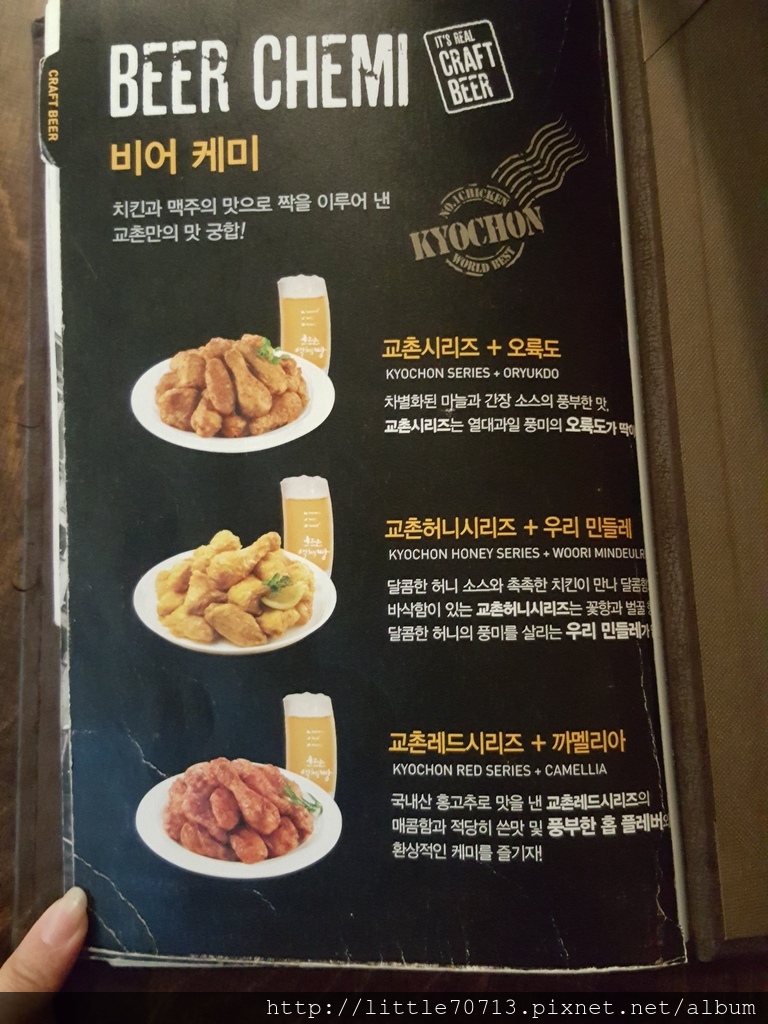 CRAFT BEER
BEER CHEMI
IT'S REAL
CRAFT
BEER
비어 케미
치킨과 맥주의 맛으로 짝을 이루어 낸
교촌만의 맛 궁합!
NO.1 CHICKEN
KYOCHON
WORLD BEST
교촌시리즈 + 오륙도
KYOCHON SERIES + ORYUKDO
차별화된 마늘과 간장 소스의 풍부한 맛,
교촌시리즈는 열대과일 풍미의 오륙도가
교촌허니시리즈 + 우리 민들레
KYOCHON HONEY SERIES + WOORI MINDEULR
달콤한 허니 소스와 촉촉한 치킨이 만나
바삭함이 있는 교촌허니시리즈는 꽃향과
달콤한 허니의 풍미를 살리는 우리 민들레가
교촌레드시리즈 + 까멜리아
KYOCHON RED SERIES + CAMELLIA
국내산 홍고추로 맛을 낸 교촌레드시리즈의
매콤함과 적당히 쓴맛 및 풍부한 홉 플레버와
환상적인 케미를 즐기자!
http://little70713.pixnet.net/album